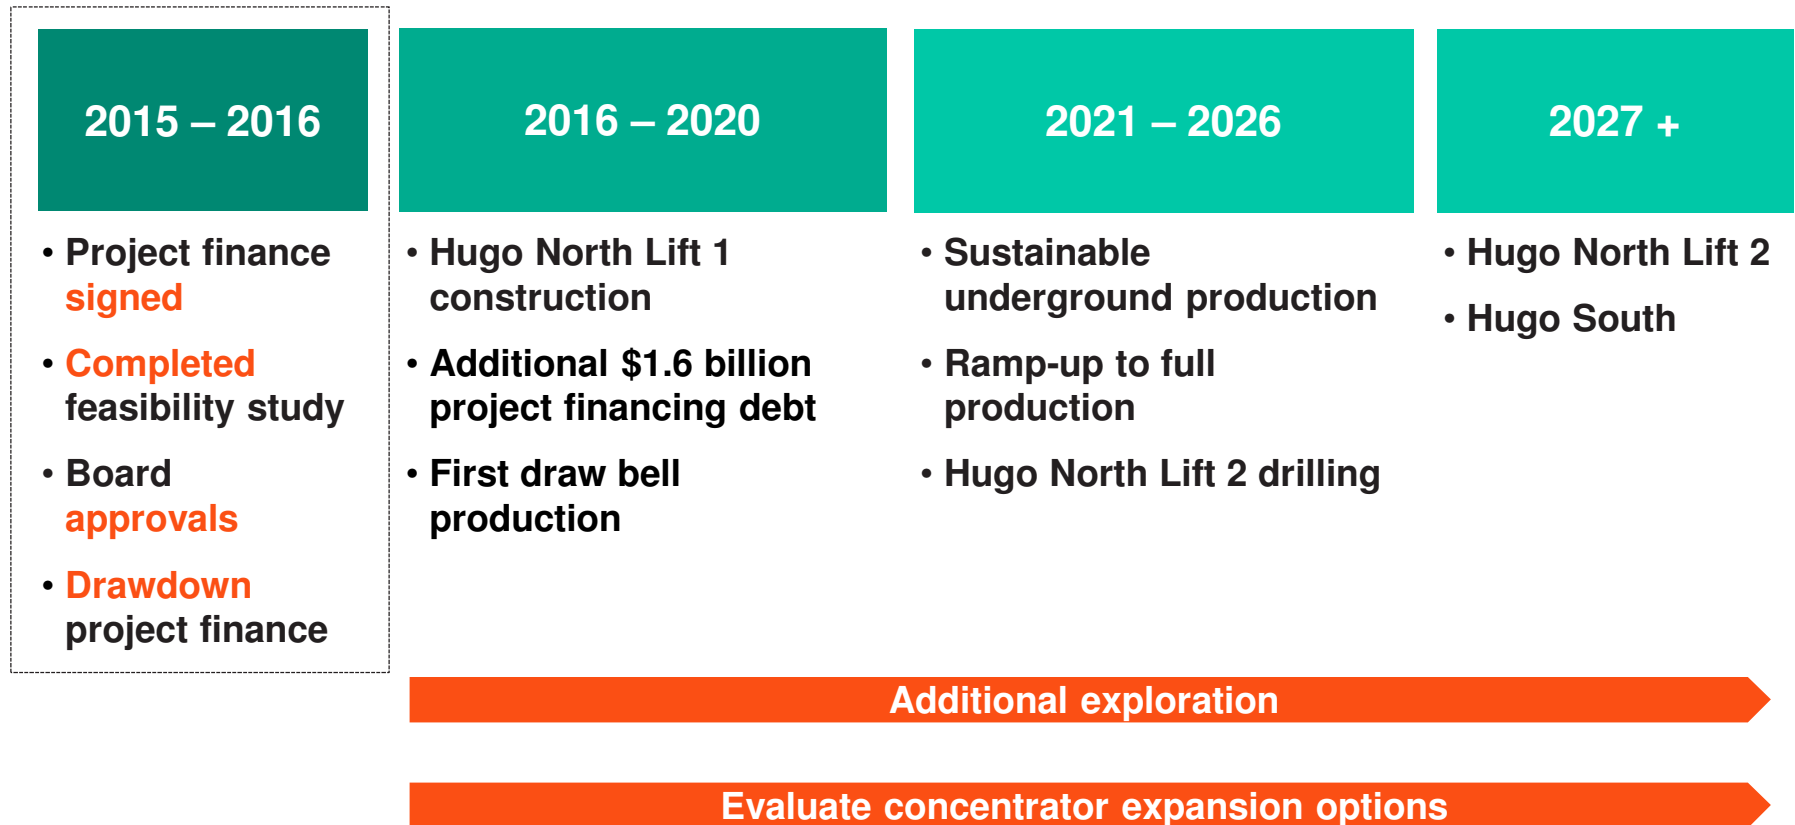 2015 – 2016
• Project finance
signed
• Completed
feasibility study
• Board
approvals
• Drawdown
project finance
2016 – 2020
• Hugo North Lift 1
construction
• Additional $1.6 billion
project financing debt
• First draw bell
production
2021 – 2026
• Sustainable
underground production
• Ramp-up to full
production
• Hugo North Lift 2 drilling
2027 +
• Hugo North Lift 2
• Hugo South
Additional exploration
Evaluate concentrator expansion options